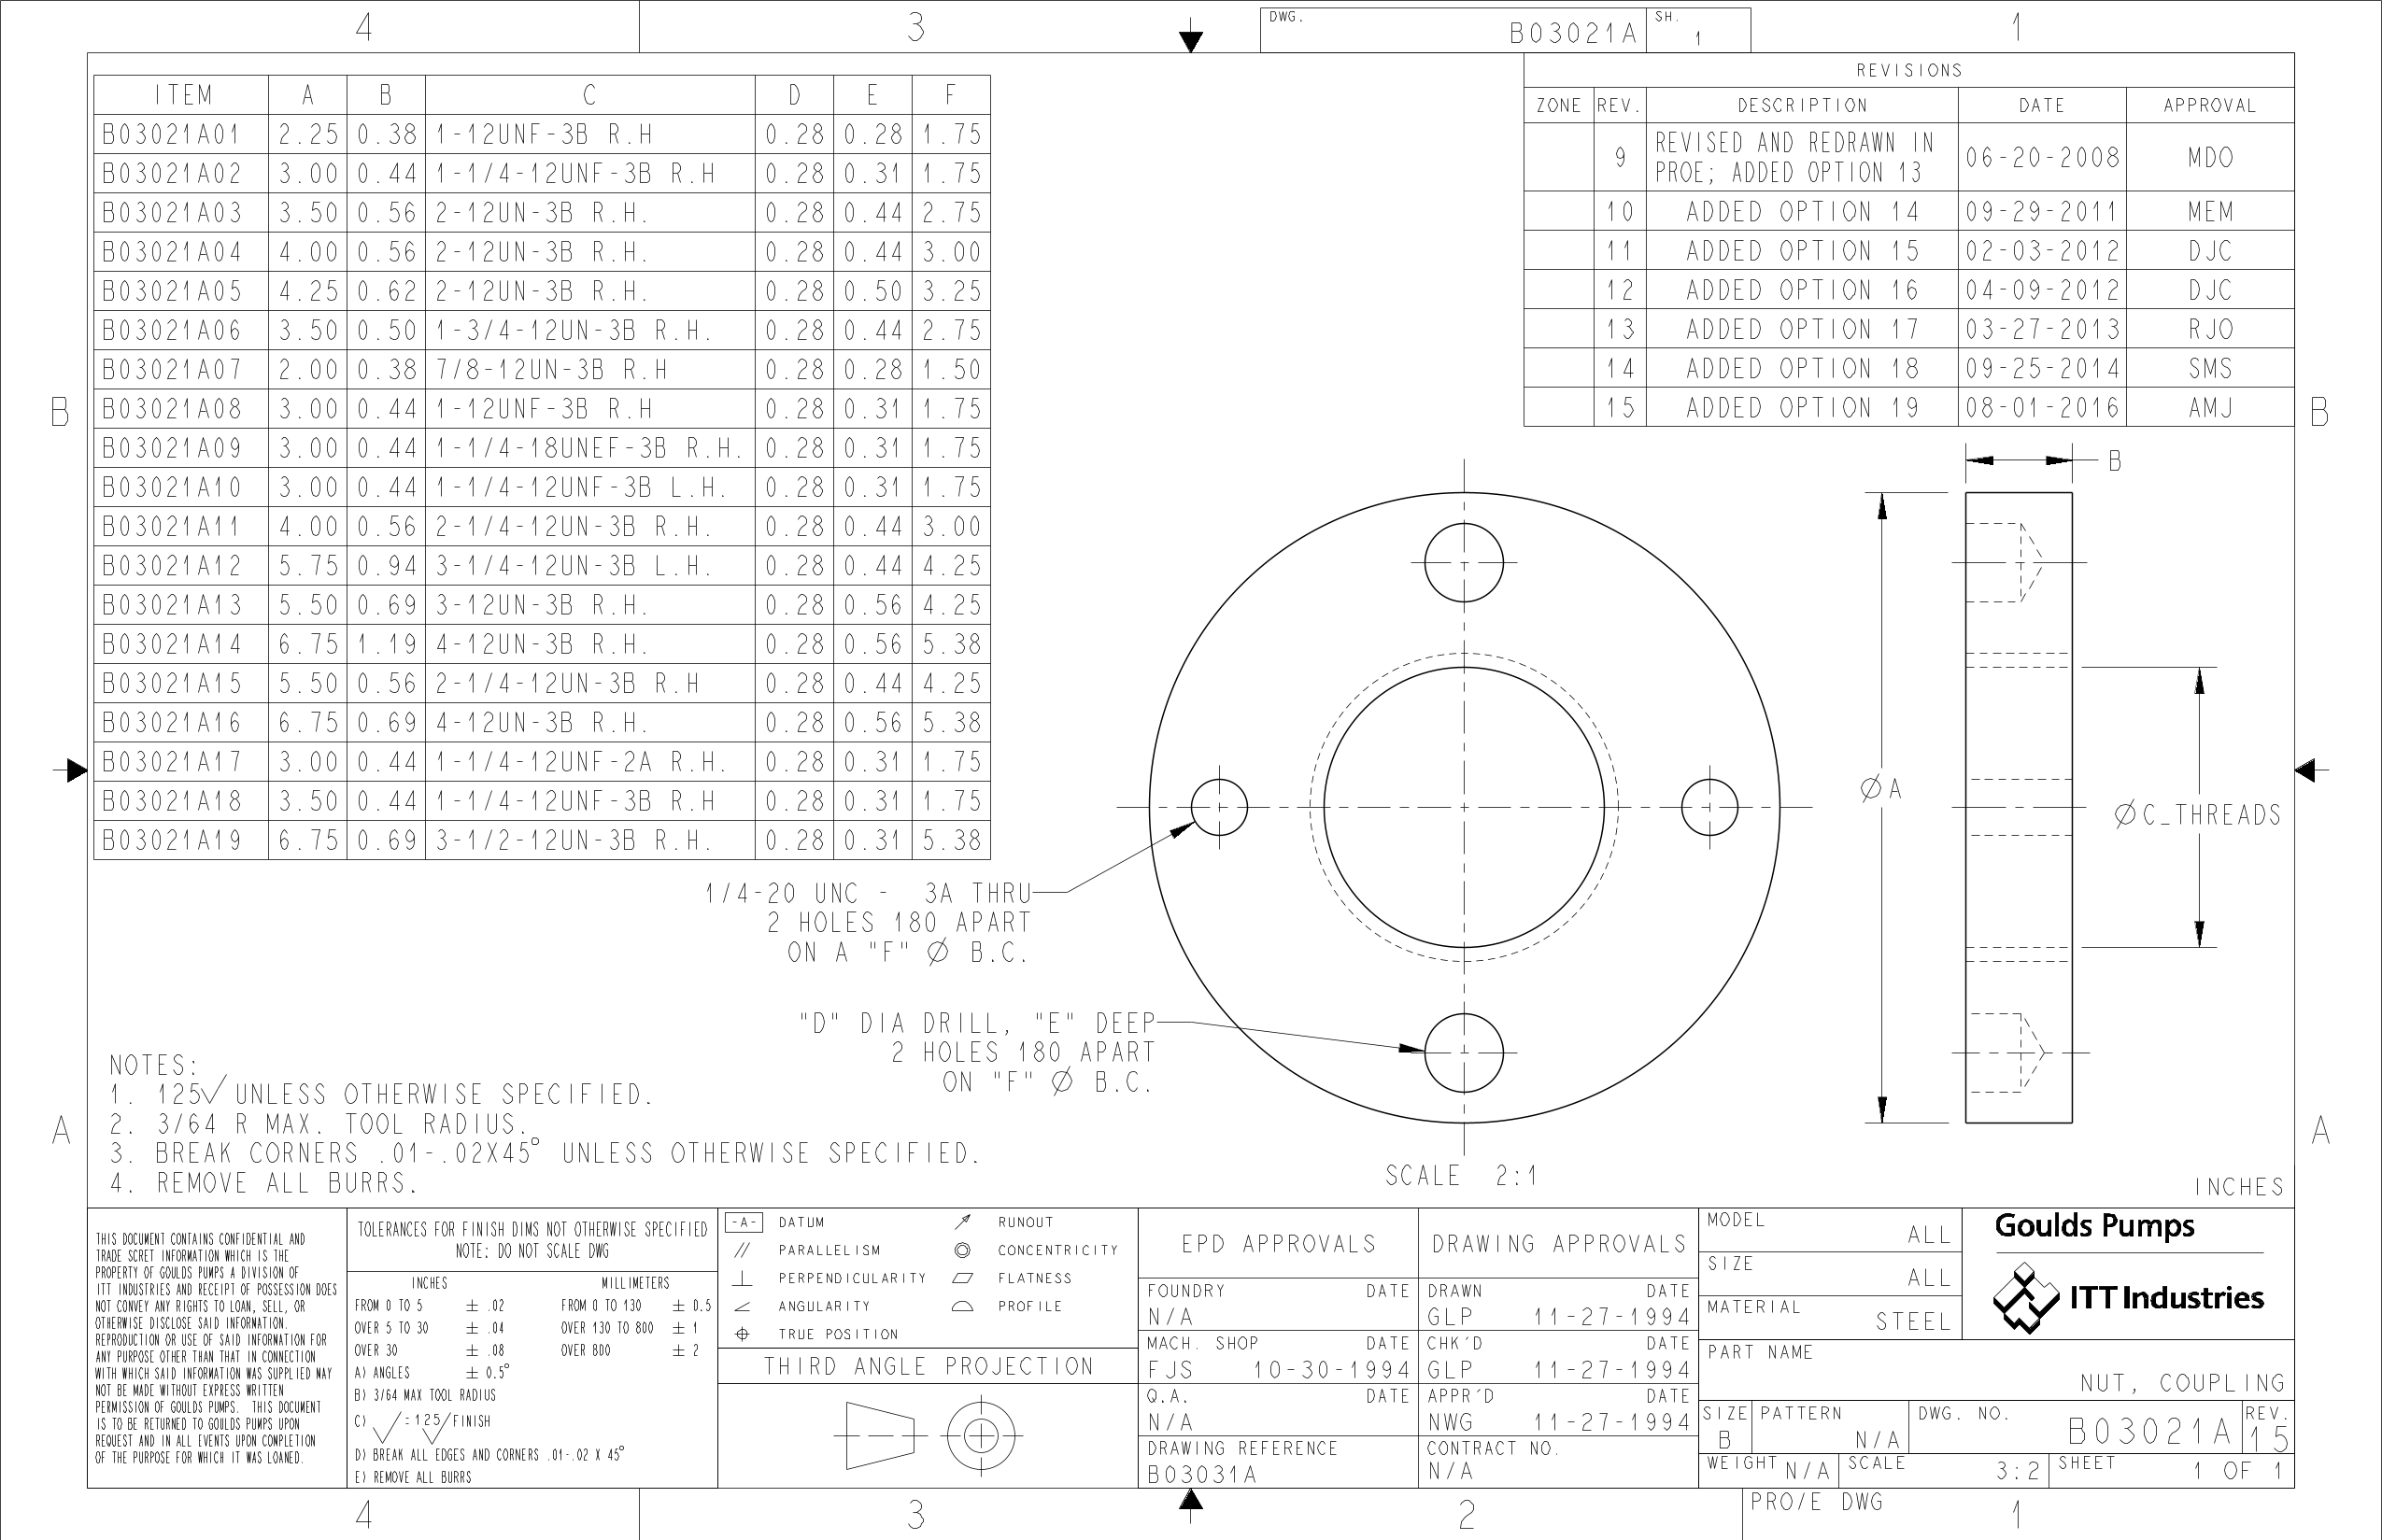 4
3
DWG. B03021A SH. 1
1
ITEM A B C D E F
B03021A01 2.25 0.38 1-12UNF-3B R.H 0.28 0.28 1.75
B03021A02 3.00 0.44 1-1/4-12UNF-3B R.H 0.28 0.31 1.75
B03021A03 3.50 0.56 2-12UN-3B R.H. 0.28 0.44 2.75
B03021A04 4.00 0.56 2-12UN-3B R.H. 0.28 0.44 3.00
B03021A05 4.25 0.62 2-12UN-3B R.H. 0.28 0.50 3.25
B03021A06 3.50 0.50 1-3/4-12UN-3B R.H. 0.28 0.44 2.75
B03021A07 2.00 0.38 7/8-12UN-3B R.H 0.28 0.28 1.50
B03021A08 3.00 0.44 1-12UNF-3B R.H 0.28 0.31 1.75
B03021A09 3.00 0.44 1-1/4-18UNEF-3B R.H. 0.28 0.31 1.75
B03021A10 3.00 0.44 1-1/4-12UNF-3B L.H. 0.28 0.31 1.75
B03021A11 4.00 0.56 2-1/4-12UN-3B R.H. 0.28 0.44 3.00
B03021A12 5.75 0.94 3-1/4-12UN-3B L.H. 0.28 0.44 4.25
B03021A13 5.50 0.69 3-12UN-3B R.H. 0.28 0.56 4.25
B03021A14 6.75 1.19 4-12UN-3B R.H. 0.28 0.56 5.38
B03021A15 5.50 0.56 2-1/4-12UN-3B R.H 0.28 0.44 4.25
B03021A16 6.75 0.69 4-12UN-3B R.H. 0.28 0.56 5.38
B03021A17 3.00 0.44 1-1/4-12UNF-2A R.H. 0.28 0.31 1.75
B03021A18 3.50 0.44 1-1/4-12UNF-3B R.H 0.28 0.31 1.75
B03021A19 6.75 0.69 3-1/2-12UN-3B R.H. 0.28 0.31 5.38
REVISIONS
ZONE REV. DESCRIPTION DATE APPROVAL
9 REVISED AND REDRAWN IN PROE; ADDED OPTION 13 06-20-2008 MDO
10 ADDED OPTION 14 09-29-2011 MEM
11 ADDED OPTION 15 02-03-2012 DJC
12 ADDED OPTION 16 04-09-2012 DJC
13 ADDED OPTION 17 03-27-2013 RJO
14 ADDED OPTION 18 09-25-2014 SMS
15 ADDED OPTION 19 08-01-2016 AMJ
B
B
B
⌀A
⌀C_THREADS
1/4-20 UNC - 3A THRU
2 HOLES 180 APART
ON A "F" ⌀ B.C.
"D" DIA DRILL, "E" DEEP
2 HOLES 180 APART
ON "F" ⌀ B.C.
SCALE 2:1
INCHES
A
A
NOTES:
1. 125√ UNLESS OTHERWISE SPECIFIED.
2. 3/64 R MAX. TOOL RADIUS.
3. BREAK CORNERS .01-.02X45° UNLESS OTHERWISE SPECIFIED.
4. REMOVE ALL BURRS.
THIS DOCUMENT CONTAINS CONFIDENTIAL AND
TRADE SCRET INFORMATION WHICH IS THE
PROPERTY OF GOULDS PUMPS A DIVISION OF
ITT INDUSTRIES AND RECEIPT OF POSSESSION DOES
NOT CONVEY ANY RIGHTS TO LOAN, SELL, OR
OTHERWISE DISCLOSE SAID INFORMATION.
REPRODUCTION OR USE OF SAID INFORMATION FOR
ANY PURPOSE OTHER THAN THAT IN CONNECTION
WITH WHICH SAID INFORMATION WAS SUPPLIED MAY
NOT BE MADE WITHOUT EXPRESS WRITTEN
PERMISSION OF GOULDS PUMPS. THIS DOCUMENT
IS TO BE RETURNED TO GOULDS PUMPS UPON
REQUEST AND IN ALL EVENTS UPON COMPLETION
OF THE PURPOSE FOR WHICH IT WAS LOANED.
TOLERANCES FOR FINISH DIMS NOT OTHERWISE SPECIFIED
NOTE: DO NOT SCALE DWG
INCHES MILLIMETERS
FROM 0 TO 5 ± .02 FROM 0 TO 130 ± 0.5
OVER 5 TO 30 ± .04 OVER 130 TO 800 ± 1
OVER 30 ± .08 OVER 800 ± 2
A) ANGLES ± 0.5°
B) 3/64 MAX TOOL RADIUS
C) √ = 125/FINISH √
D) BREAK ALL EDGES AND CORNERS .01-.02 X 45°
E) REMOVE ALL BURRS
-A- DATUM RUNOUT
PARALLELISM CONCENTRICITY
PERPENDICULARITY FLATNESS
ANGULARITY PROFILE
TRUE POSITION
THIRD ANGLE PROJECTION
EPD APPROVALS
FOUNDRY DATE
N/A
MACH. SHOP DATE
FJS 10-30-1994
Q.A. DATE
N/A
DRAWING REFERENCE
B03031A
DRAWING APPROVALS
DRAWN DATE
GLP 11-27-1994
CHK'D DATE
GLP 11-27-1994
APPR'D DATE
NWG 11-27-1994
CONTRACT NO.
N/A
MODEL ALL
SIZE ALL
MATERIAL STEEL
Goulds Pumps
ITT Industries
PART NAME
NUT, COUPLING
SIZE B PATTERN N/A DWG. NO. B03021A REV. 15
WEIGHT N/A SCALE 3:2 SHEET 1 OF 1
4
3
2
PRO/E DWG
1